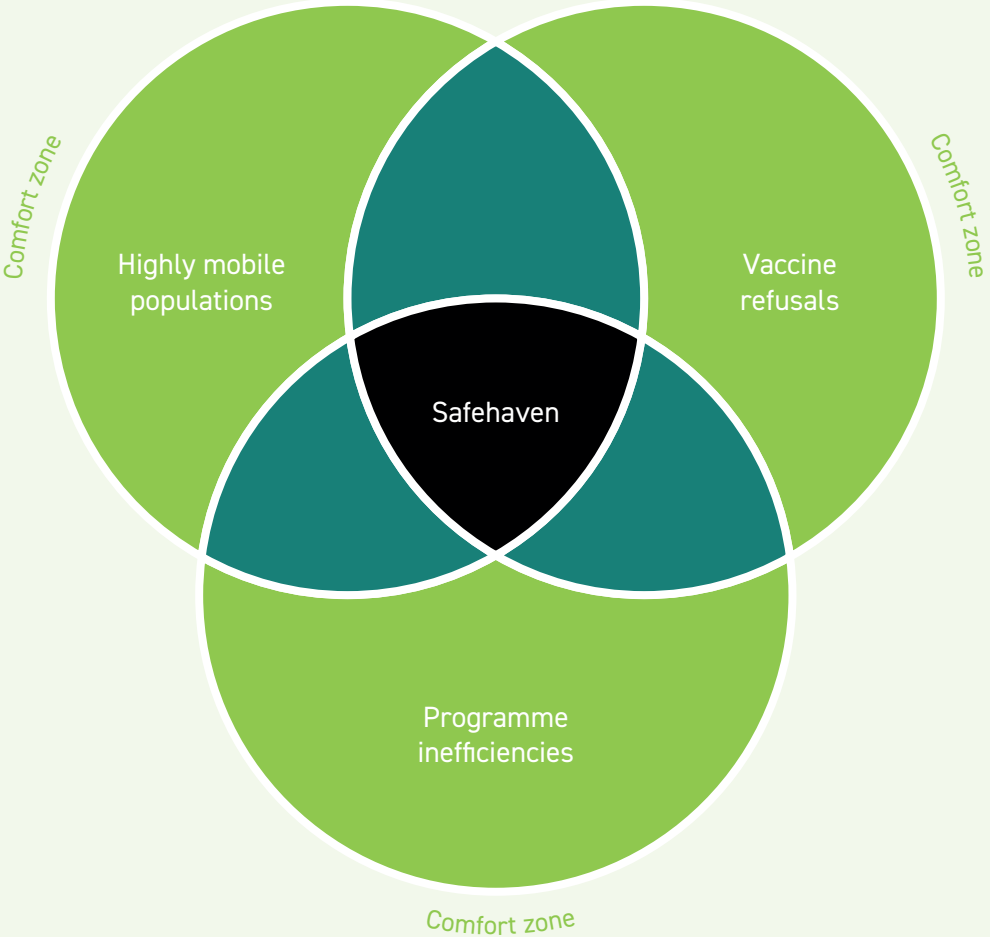 Comfort zone
Comfort zone
Highly mobile
populations
Vaccine
refusals
Safehaven
Programme
inefficiencies
Comfort zone